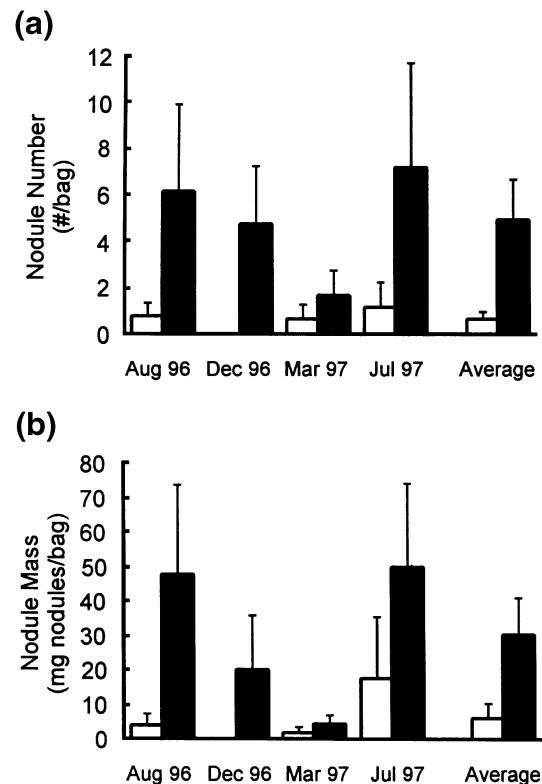 (a)
12
10
8
6
4
2
0
Nodule Number
(#/bag)
Aug 96 Dec 96 Mar 97 Jul 97 Average
(b)
80
70
60
50
40
30
20
10
0
Nodule Mass
(mg nodules/bag)
Aug 96 Dec 96 Mar 97 Jul 97 Average